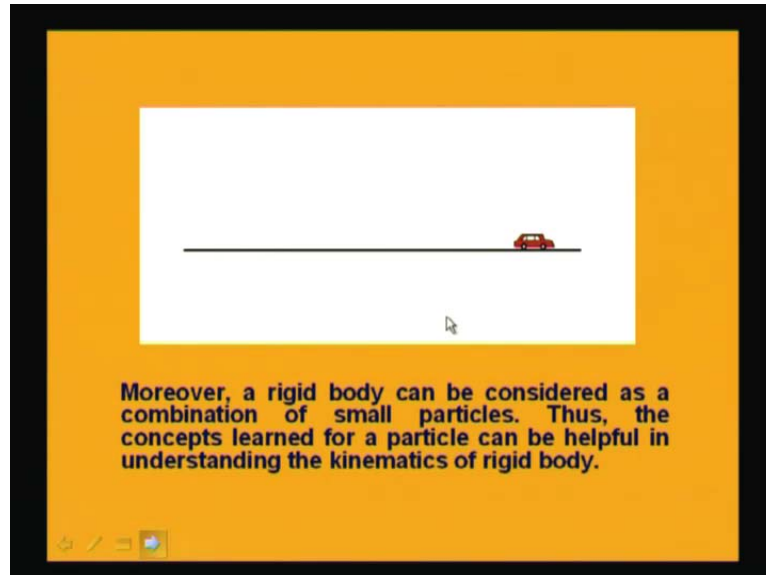 Moreover, a rigid body can be considered as a
combination of small particles. Thus, the
concepts learned for a particle can be helpful in
understanding the kinematics of rigid body.